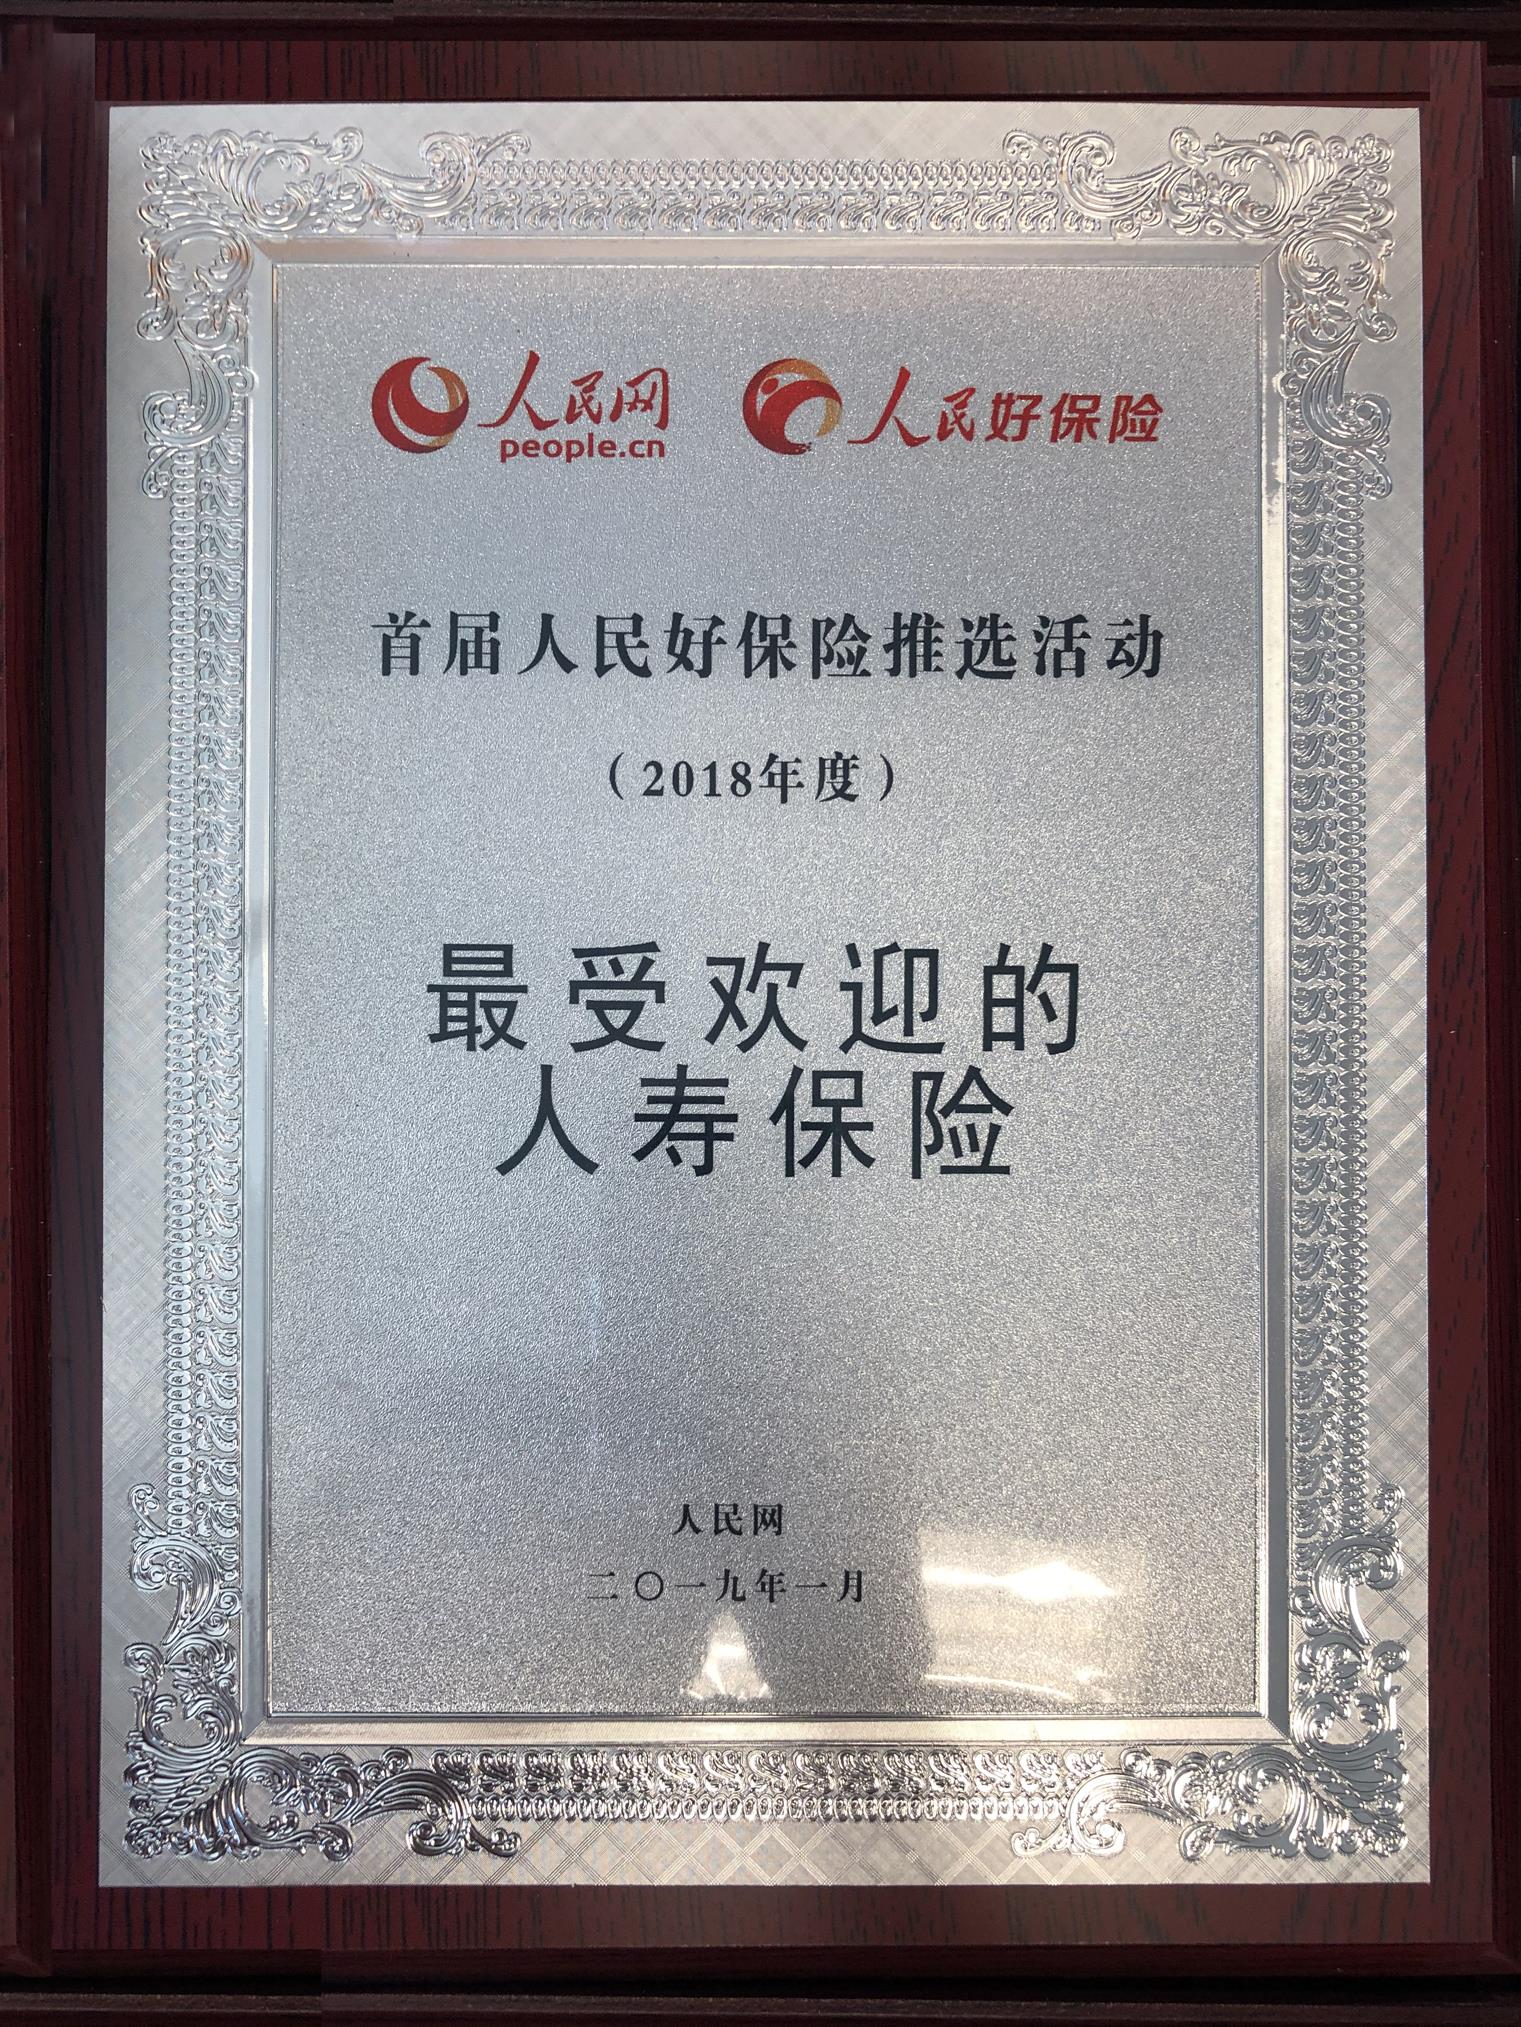 人民网 人民好保险
people.cn
首届人民好保险推选活动
（2018年度）
最受欢迎的
人寿保险
人民网
二〇一九年一月